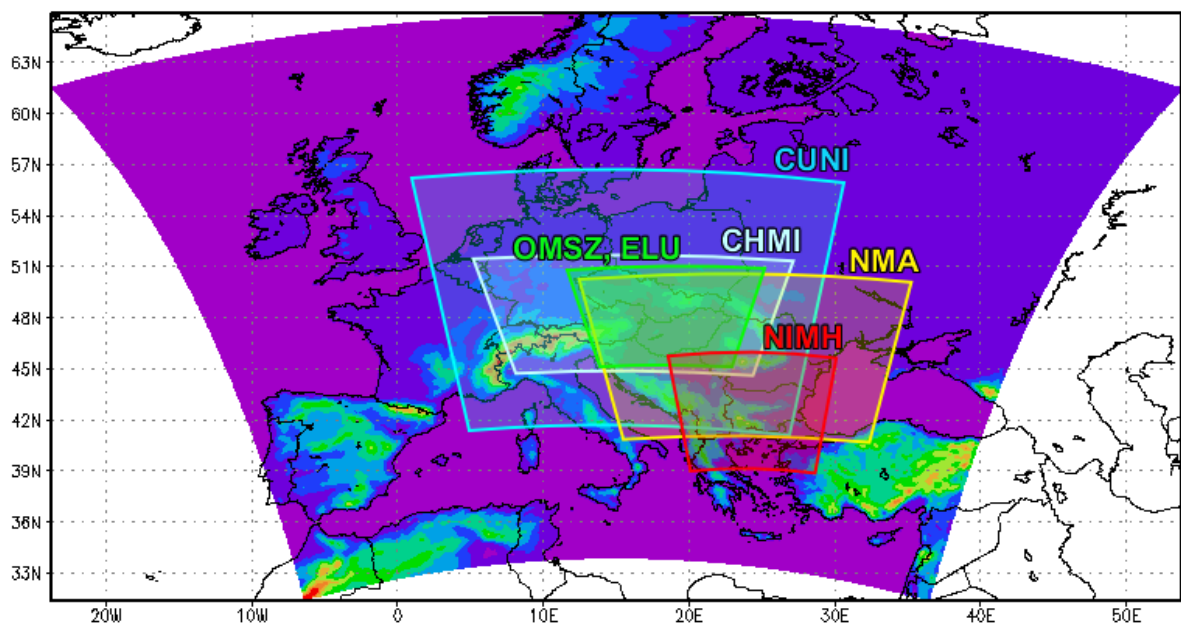 63N
60N
57N
CUNI
54N
OMSZ, ELU
CHMI
51N
NMA
48N
NIMH
45N
42N
39N
36N
33N
20W 10W 0 10E 20E 30E 40E 50E